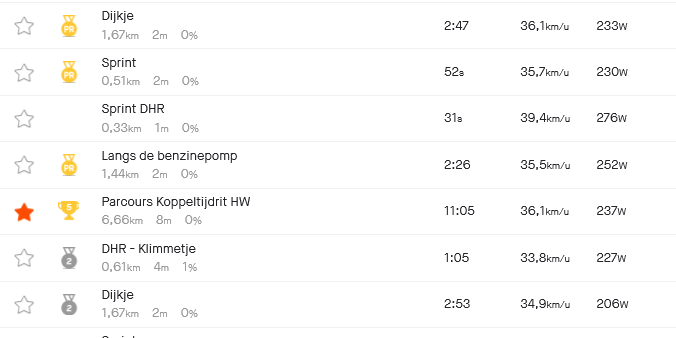 Dijkje
1,67km 2m 0%
2:47 36,1km/u 233W
PR
Sprint
0,51km 2m 0%
52s 35,7km/u 230W
PR
Sprint DHR
0,33km 1m 0%
31s 39,4km/u 276W
Langs de benzinepomp
1,44km 2m 0%
2:26 35,5km/u 252W
PR
Parcours Koppeltijdrit HW
6,66km 8m 0%
11:05 36,1km/u 237W
5
DHR - Klimmetje
0,61km 4m 1%
1:05 33,8km/u 227W
2
Dijkje
1,67km 2m 0%
2:53 34,9km/u 206W
2